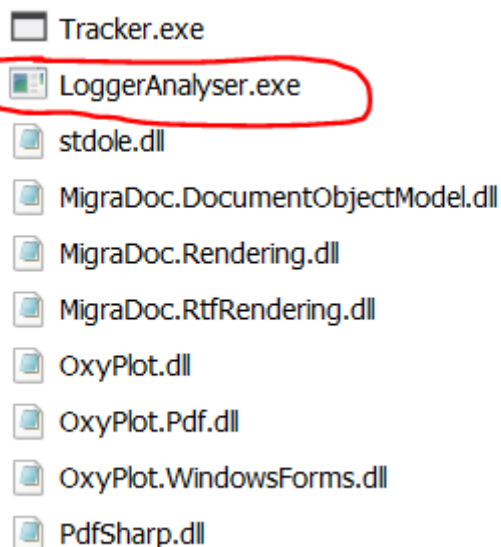 Tracker.exe
LoggerAnalyser.exe
stdole.dll
MigraDoc.DocumentObjectModel.dll
MigraDoc.Rendering.dll
MigraDoc.RtfRendering.dll
OxyPlot.dll
OxyPlot.Pdf.dll
OxyPlot.WindowsForms.dll
PdfSharp.dll